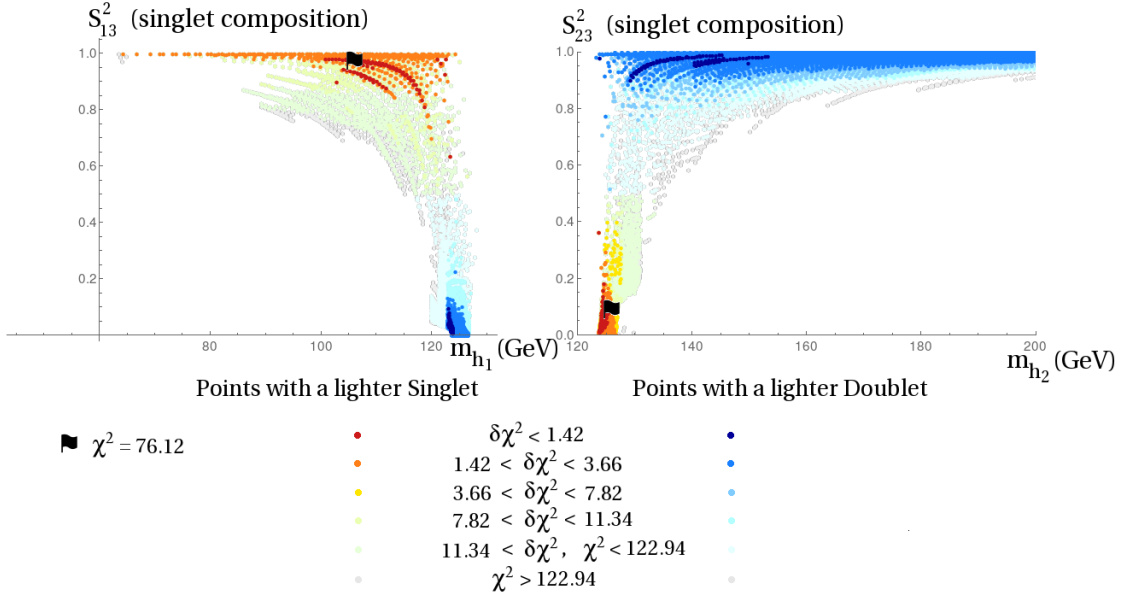 S₁₃² (singlet composition)
S₂₃² (singlet composition)
1.0
0.8
0.6
0.4
0.2
80
100
120
m_h₁ (GeV)
1.0
0.8
0.6
0.4
0.2
0.0
120
140
160
180
200
m_h₂ (GeV)
Points with a lighter Singlet
Points with a lighter Doublet
χ² = 76.12
δχ² < 1.42
1.42 < δχ² < 3.66
3.66 < δχ² < 7.82
7.82 < δχ² < 11.34
11.34 < δχ², χ² < 122.94
χ² > 122.94